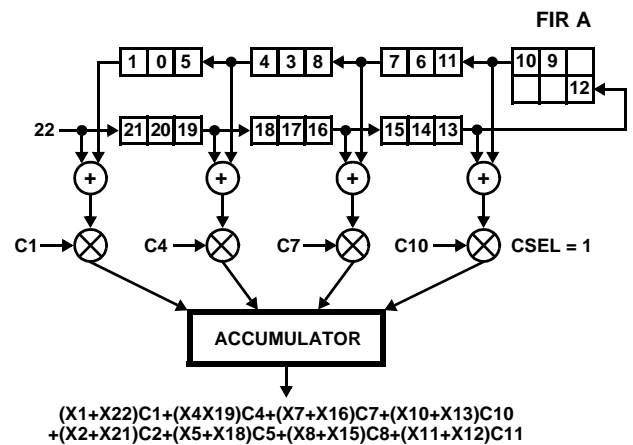 FIR A
1 0 5 4 3 8 7 6 11 10 9
12
22 21 20 19 18 17 16 15 14 13
+ + + +
C1 C4 C7 C10 CSEL = 1
ACCUMULATOR
(X1+X22)C1+(X4X19)C4+(X7+X16)C7+(X10+X13)C10
+(X2+X21)C2+(X5+X18)C5+(X8+X15)C8+(X11+X12)C11